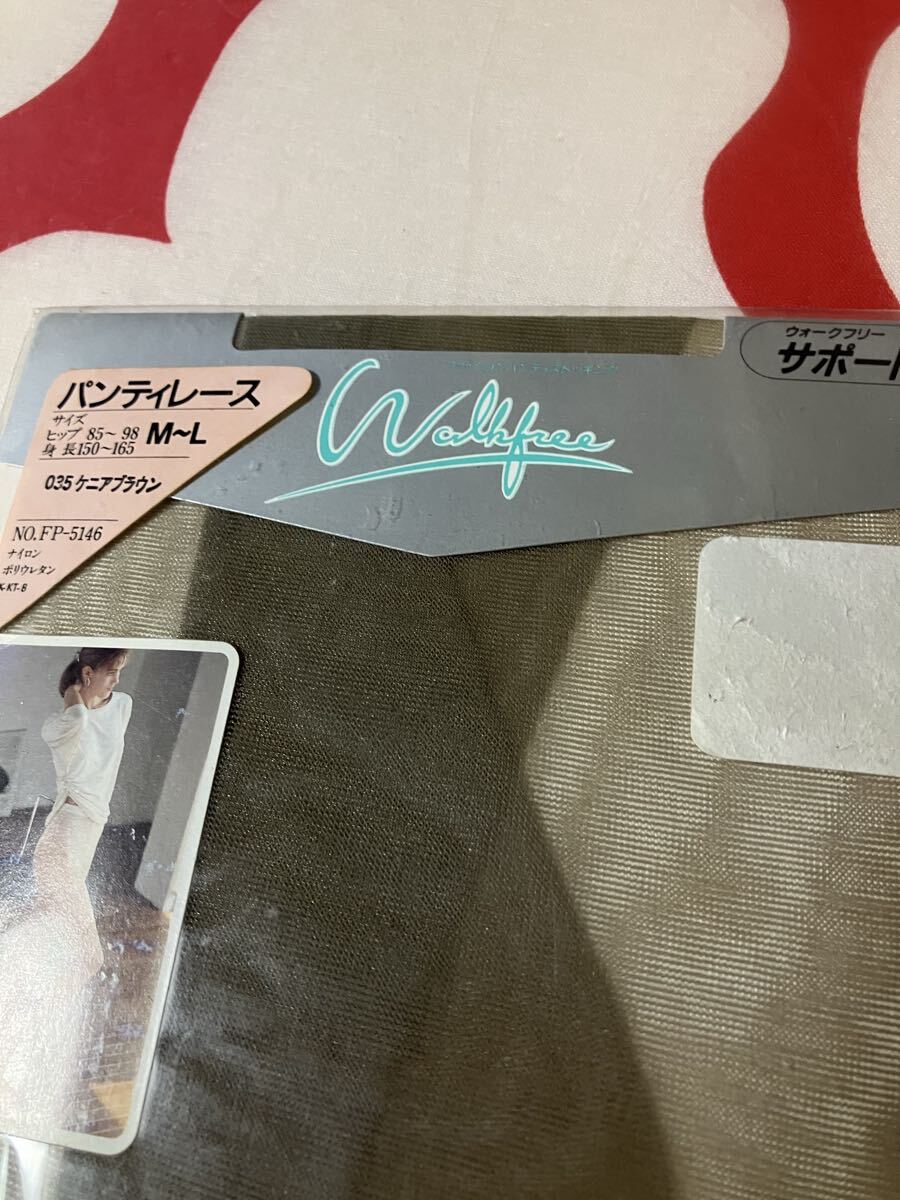 ウォークフリー
サポート
Walkfree
パンティレース
サイズ
ヒップ 85～98 M～L
身長150～165
035 ケニアブラウン
NO.FP-5146
ナイロン
ポリウレタン